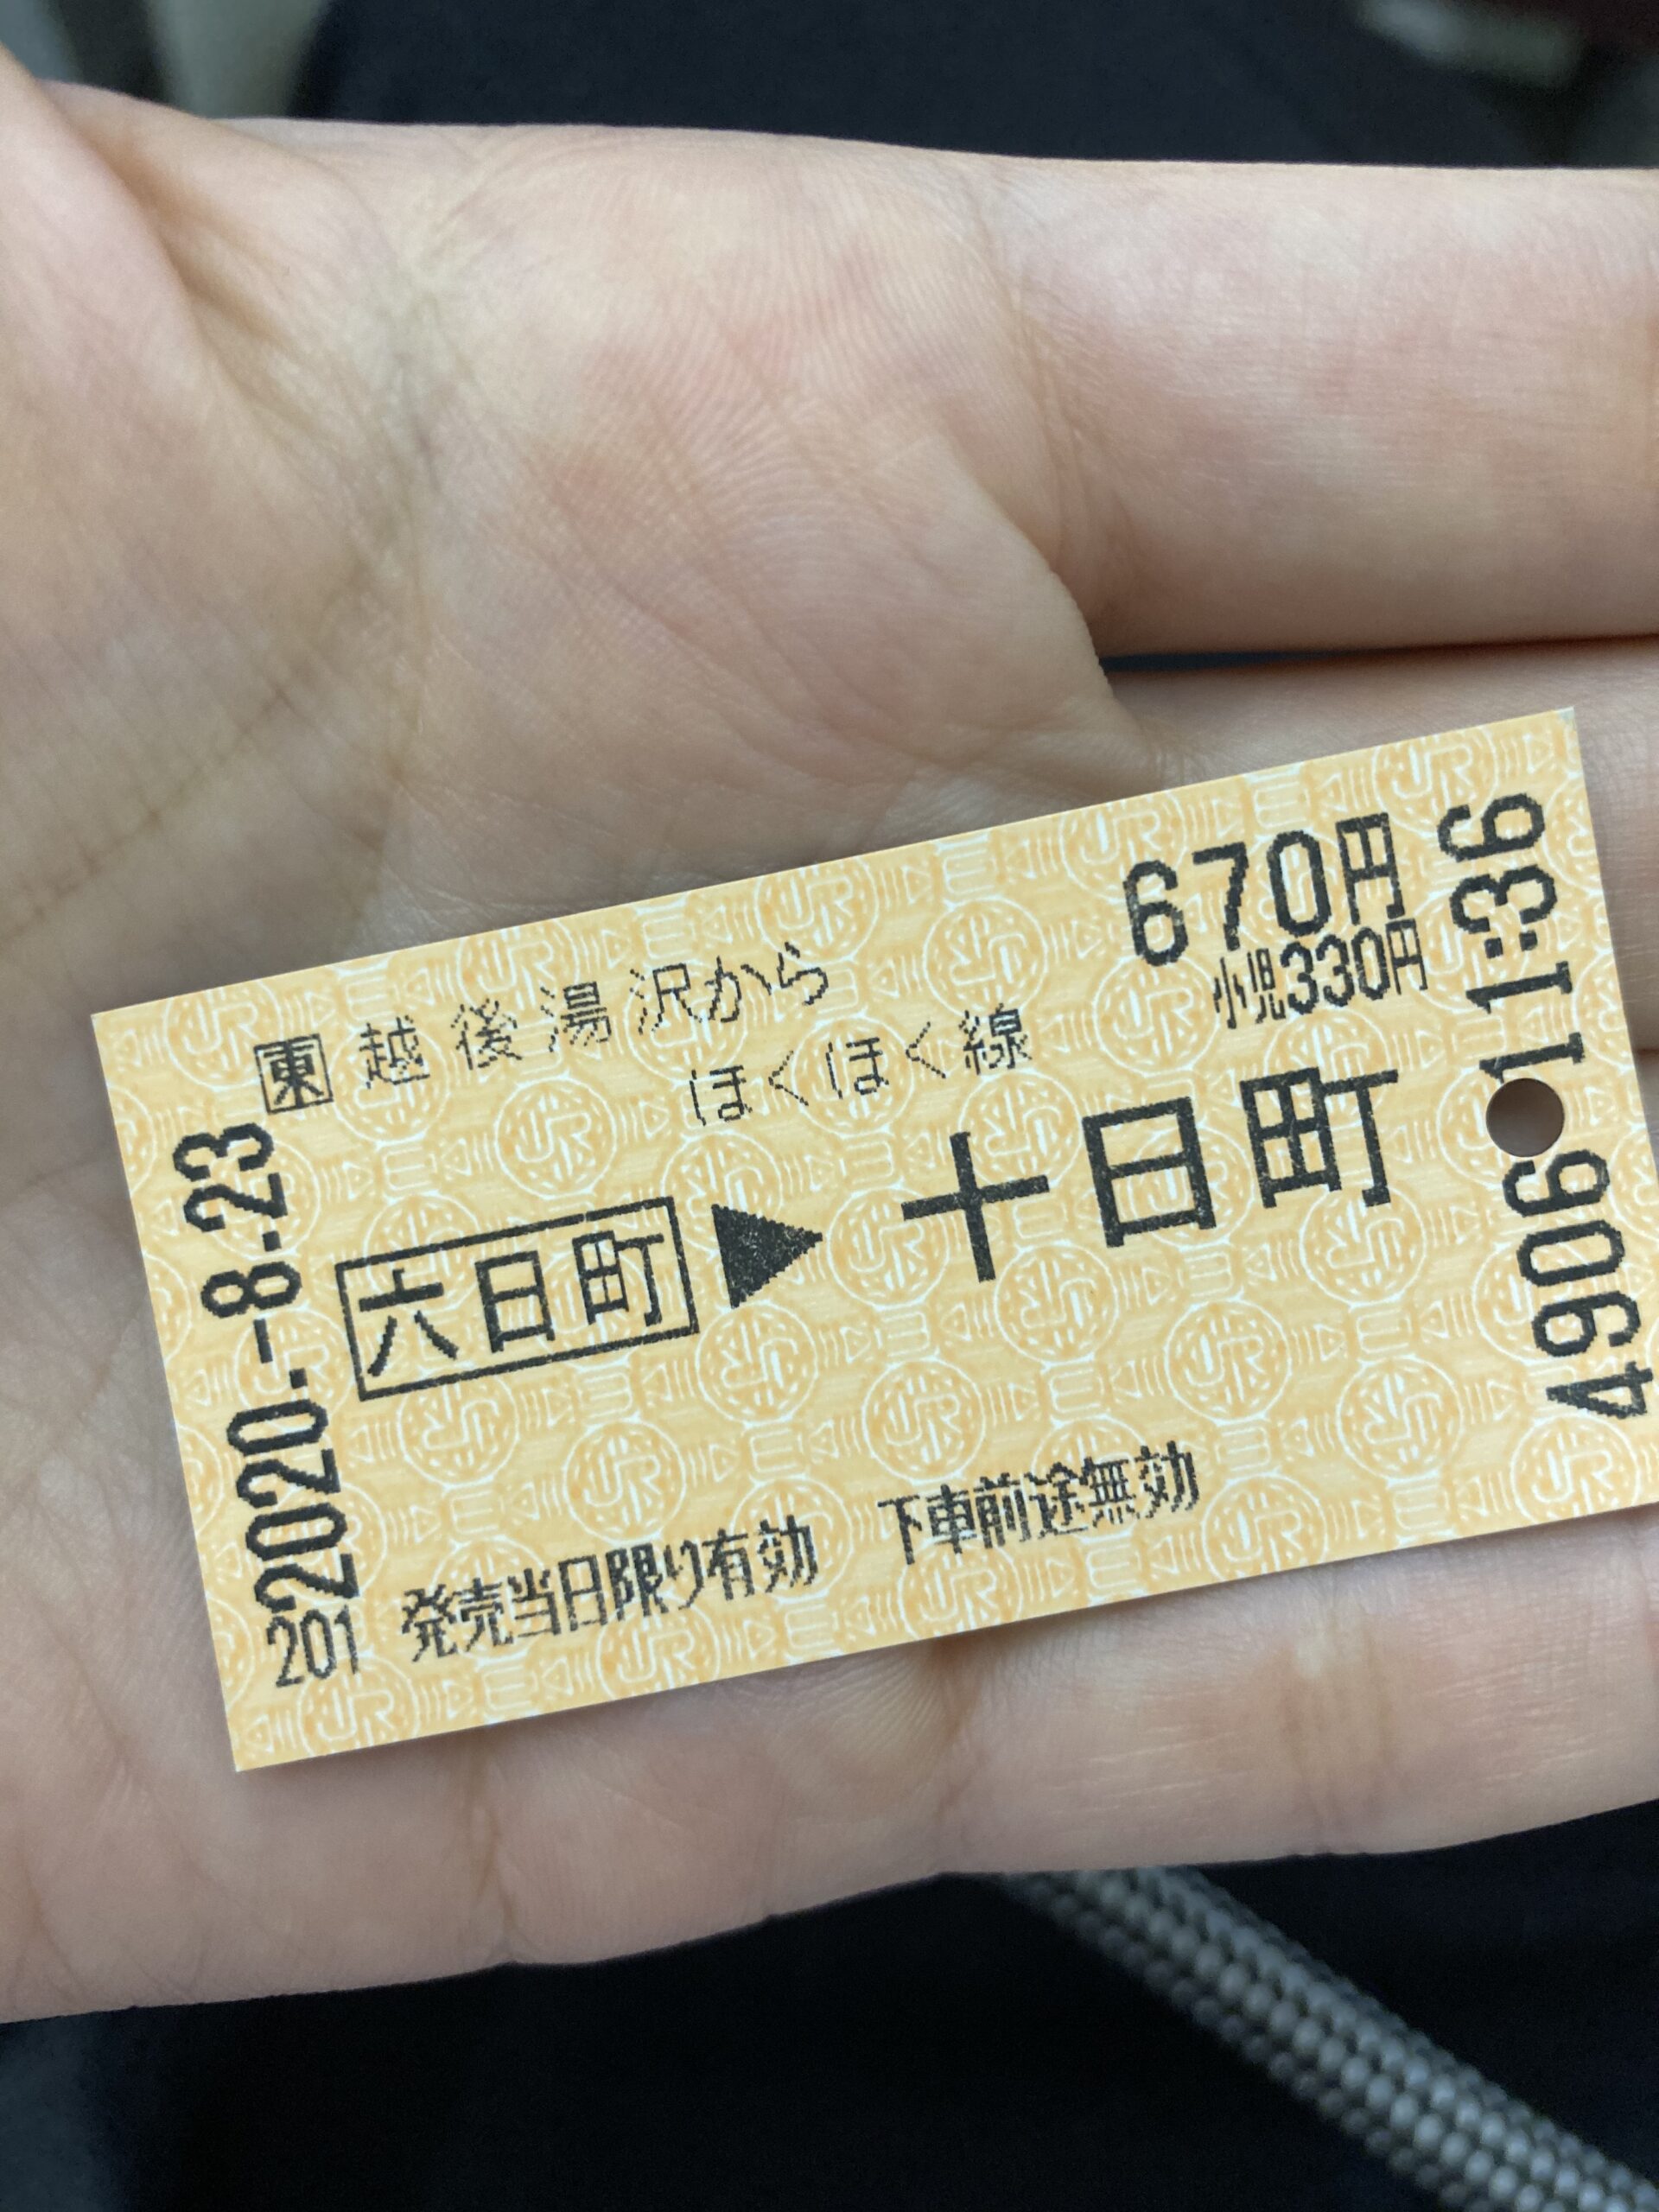 東 越後湯沢から
ほくほく線
670円
小児330円
六日町▶十日町
2020.-8.23
201
発売当日限り有効 下車前途無効
4906 11:36